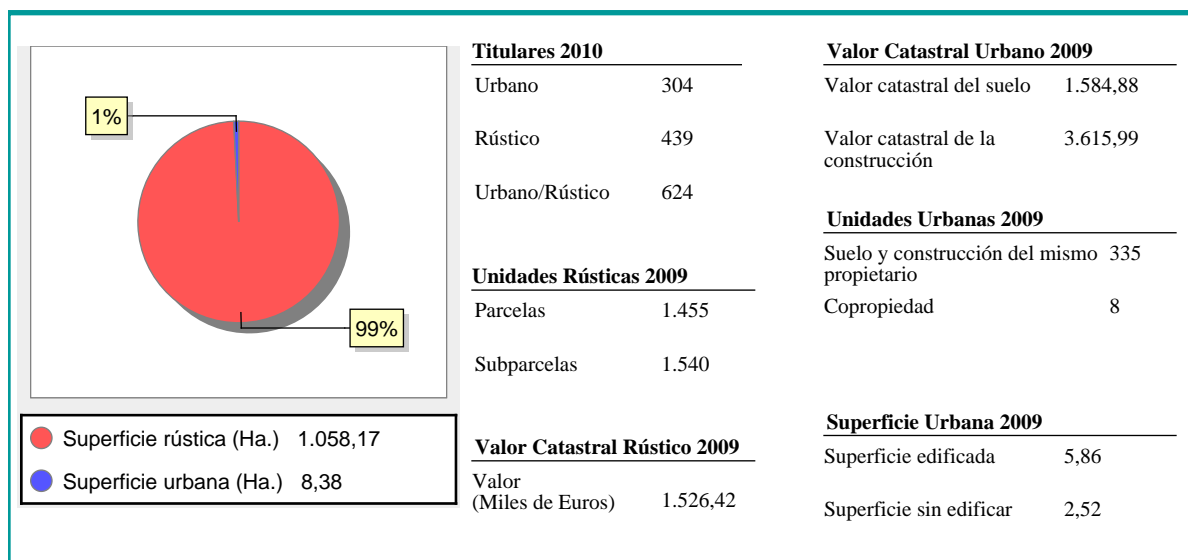 1%
99%
Superficie rústica (Ha.) 1.058,17
Superficie urbana (Ha.) 8,38
Titulares 2010
Urbano 304
Rústico 439
Urbano/Rústico 624
Unidades Rústicas 2009
Parcelas 1.455
Subparcelas 1.540
Valor Catastral Rústico 2009
Valor
(Miles de Euros) 1.526,42
Valor Catastral Urbano 2009
Valor catastral del suelo 1.584,88
Valor catastral de la 3.615,99
construcción
Unidades Urbanas 2009
Suelo y construcción del mismo 335
propietario
Copropiedad 8
Superficie Urbana 2009
Superficie edificada 5,86
Superficie sin edificar 2,52